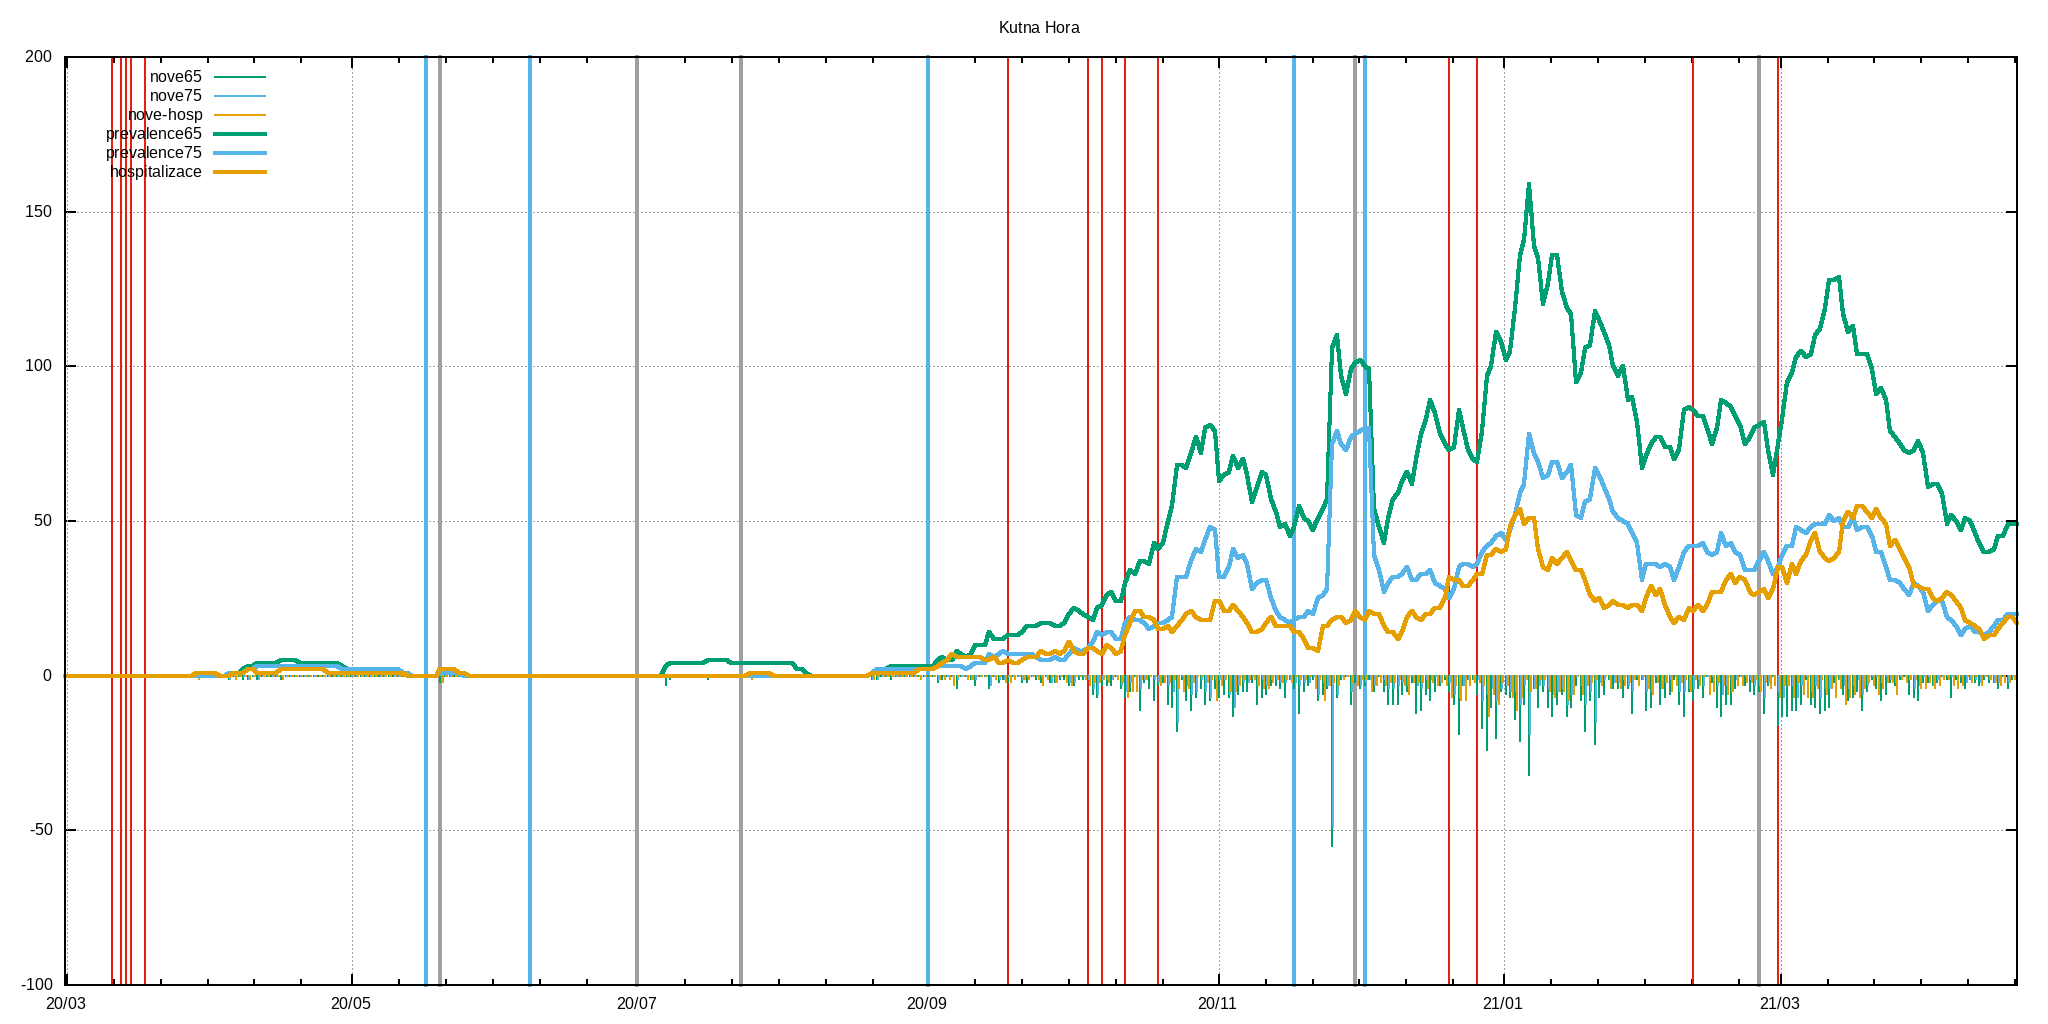 Kutna Hora
200
150
100
50
0
-50
-100
nove65
nove75
nove-hosp
prevalence65
prevalence75
hospitalizace
20/03 20/05 20/07 20/09 20/11 21/01 21/03